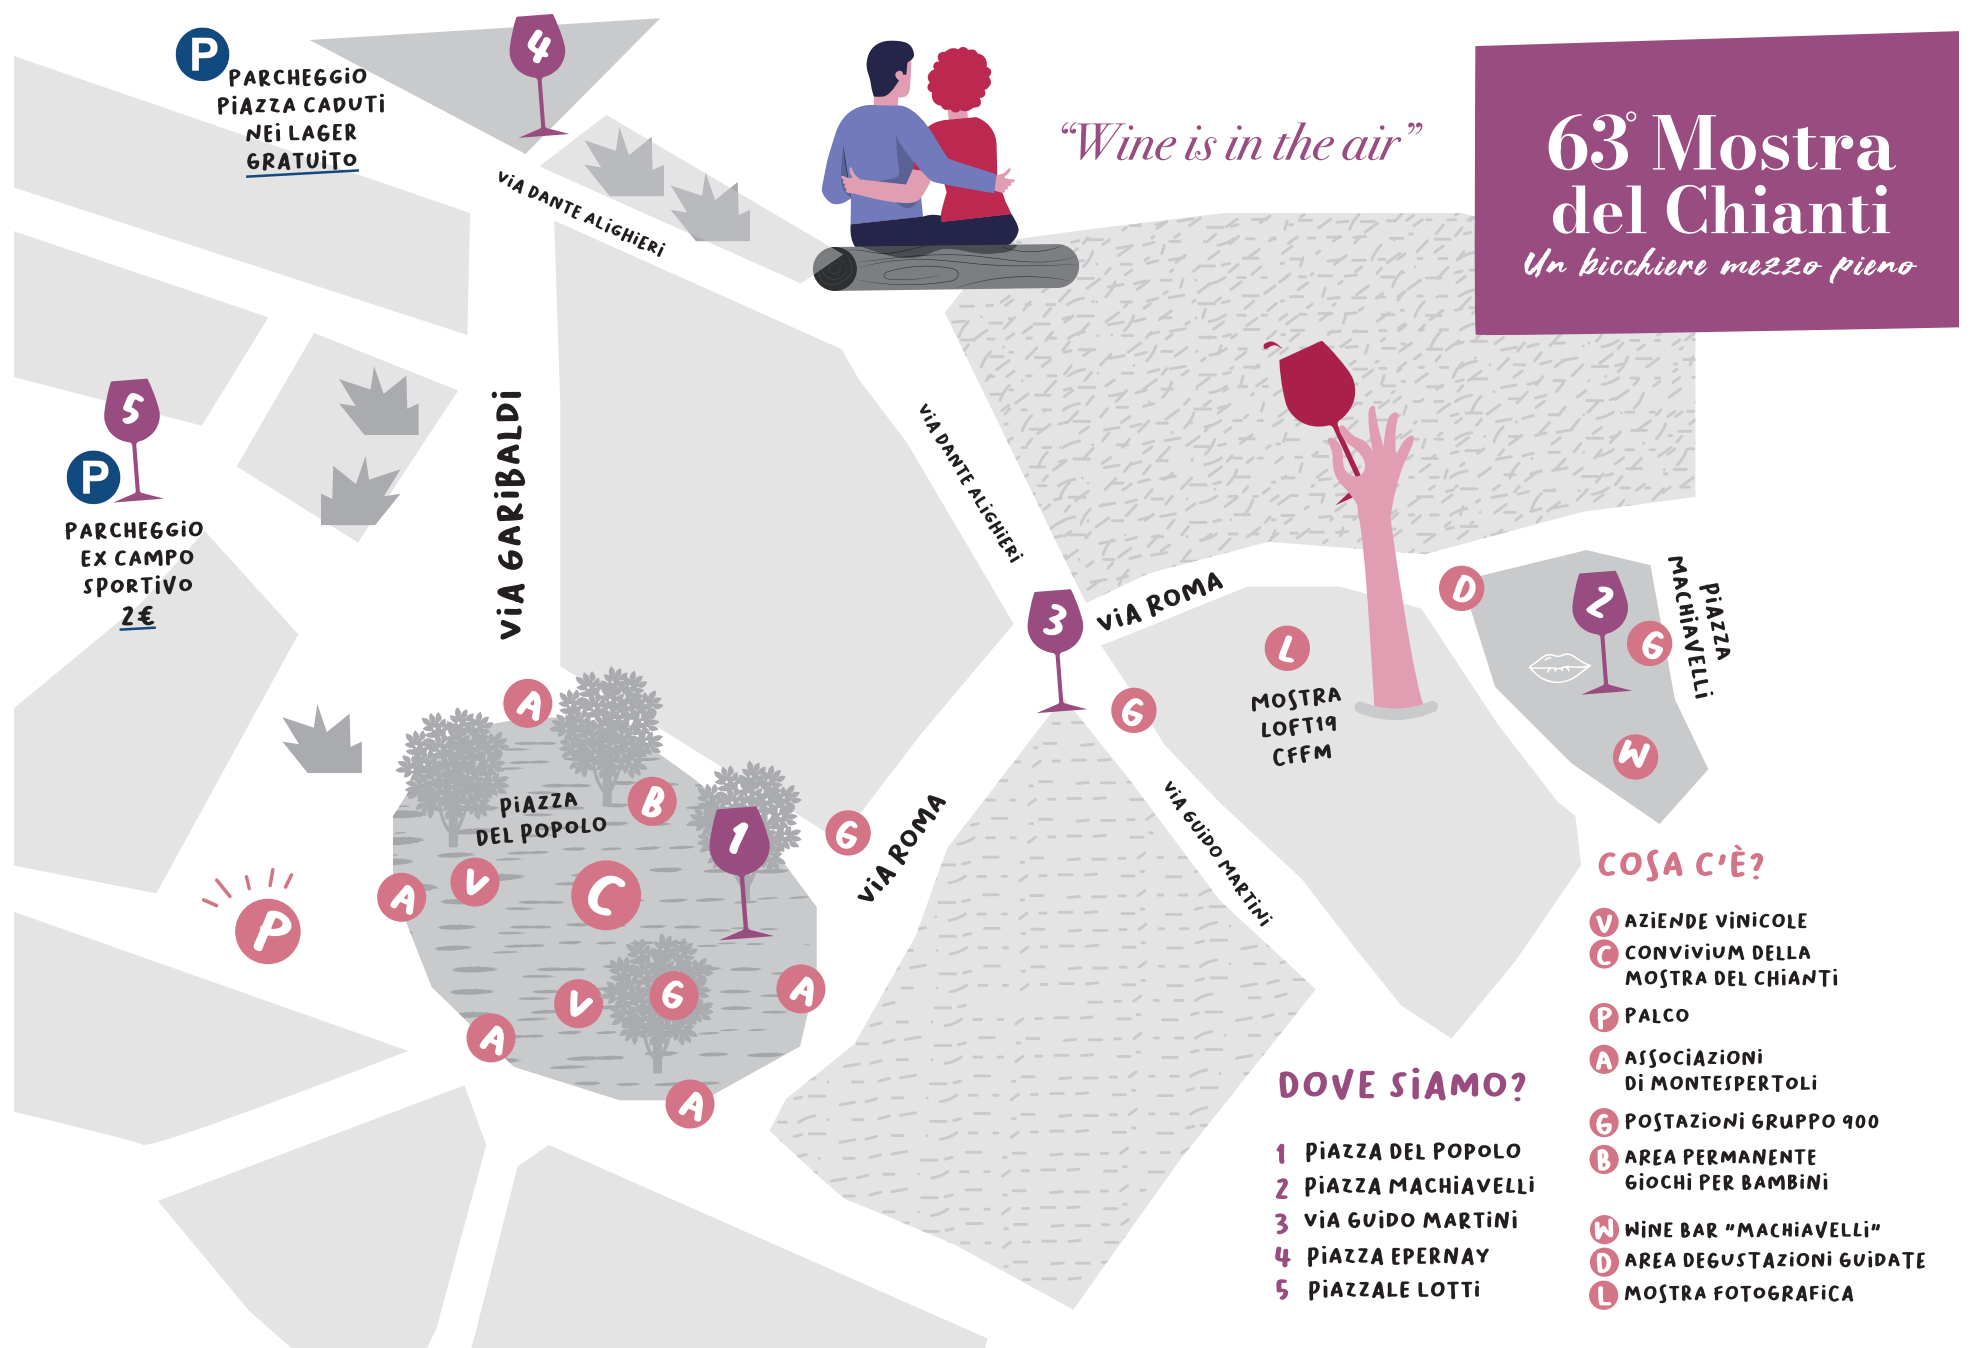 P
PARCHEGGIO
PIAZZA CADUTI
NEI LAGER
GRATUITO
4
VIA DANTE ALIGHIERI
“Wine is in the air”
63° Mostra
del Chianti
Un bicchiere mezzo pieno
5
P
PARCHEGGIO
EX CAMPO
SPORTIVO
2€
VIA GARIBALDI
VIA DANTE ALIGHIERI
3
VIA ROMA
L
MOSTRA
LOFT19
CFFM
G
D
2
G
W
PIAZZA
MACHIAVELLI
A
PIAZZA
DEL POPOLO
B
1
G
VIA ROMA
VIA GUIDO MARTINI
A
V
C
P
V
G
A
A
A
DOVE SIAMO?
1 PIAZZA DEL POPOLO
2 PIAZZA MACHIAVELLI
3 VIA GUIDO MARTINI
4 PIAZZA EPERNAY
5 PIAZZALE LOTTI
COSA C'È?
V AZIENDE VINICOLE
C CONVIVIUM DELLA
MOSTRA DEL CHIANTI
P PALCO
A ASSOCIAZIONI
DI MONTESPERTOLI
G POSTAZIONI GRUPPO 900
B AREA PERMANENTE
GIOCHI PER BAMBINI
W WINE BAR "MACHIAVELLI"
D AREA DEGUSTAZIONI GUIDATE
L MOSTRA FOTOGRAFICA